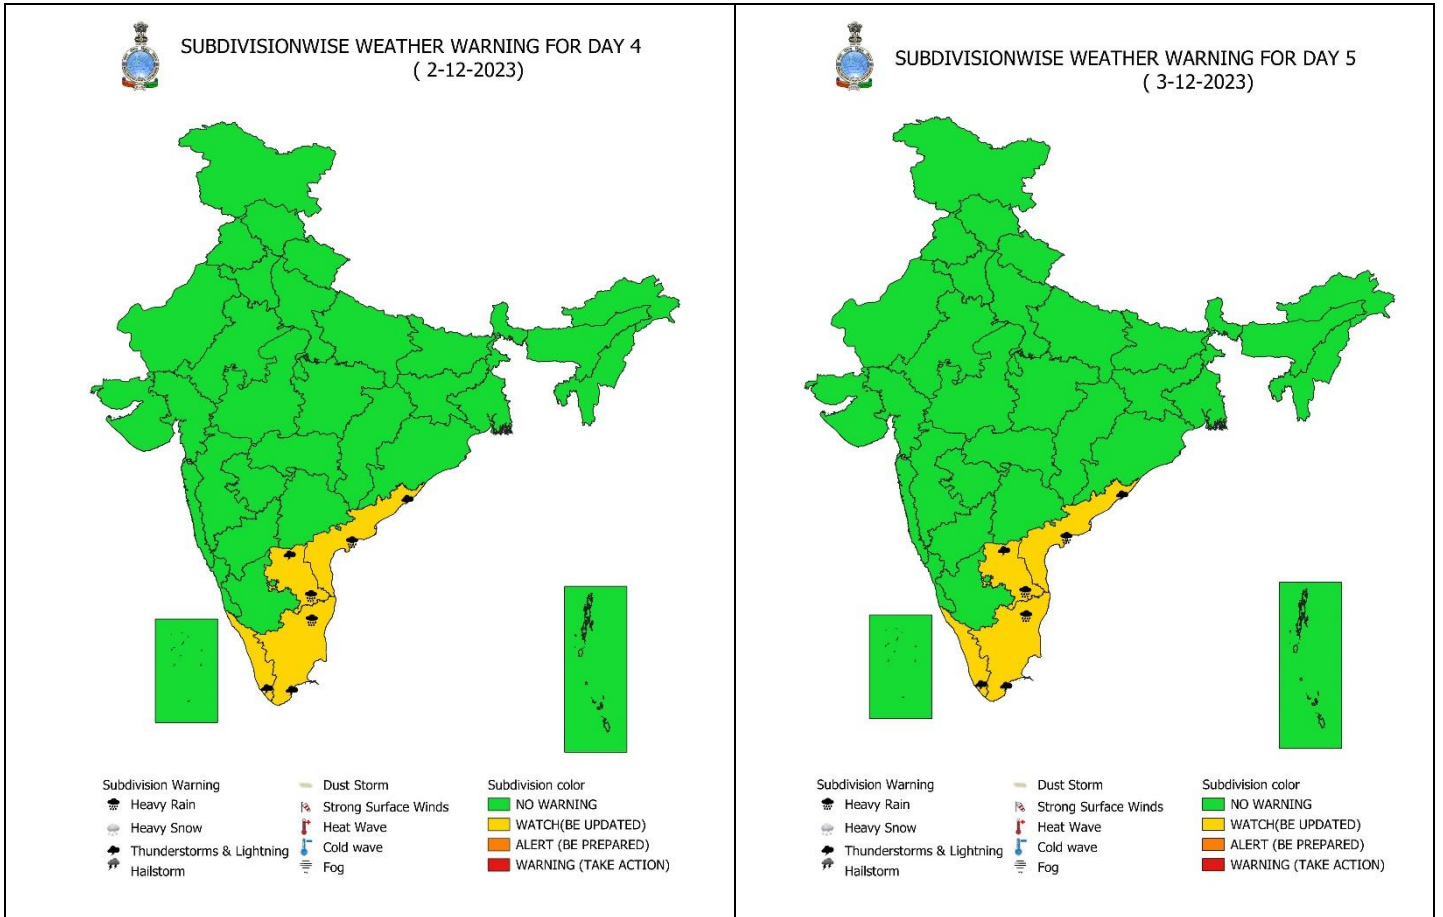 SUBDIVISIONWISE WEATHER WARNING FOR DAY 4
( 2-12-2023)
Subdivision Warning
Heavy Rain
Heavy Snow
Thunderstorms & Lightning
Hailstorm
Dust Storm
Strong Surface Winds
Heat Wave
Cold wave
Fog
Subdivision color
NO WARNING
WATCH(BE UPDATED)
ALERT (BE PREPARED)
WARNING (TAKE ACTION)
SUBDIVISIONWISE WEATHER WARNING FOR DAY 5
( 3-12-2023)
Subdivision Warning
Heavy Rain
Heavy Snow
Thunderstorms & Lightning
Hailstorm
Dust Storm
Strong Surface Winds
Heat Wave
Cold wave
Fog
Subdivision color
NO WARNING
WATCH(BE UPDATED)
ALERT (BE PREPARED)
WARNING (TAKE ACTION)